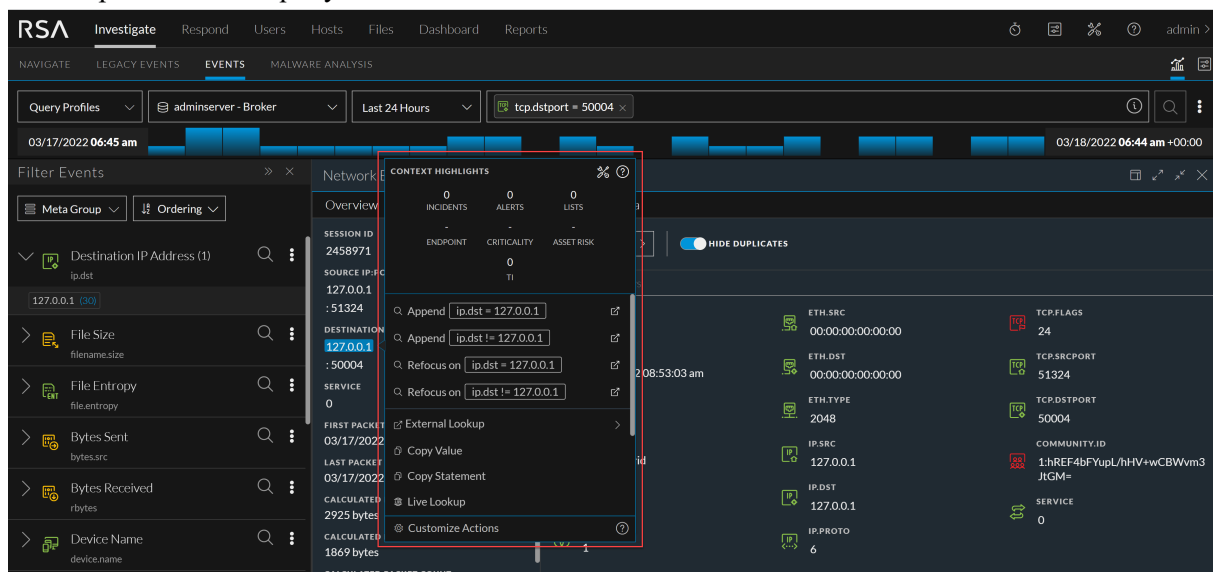 RSA Investigate Respond Users Hosts Files Dashboard Reports admin >
NAVIGATE LEGACY EVENTS EVENTS MALWARE ANALYSIS
Query Profiles adminserver - Broker Last 24 Hours tcp.dstport = 50004 ×
03/17/2022 06:45 am 03/18/2022 06:44 am +00:00
Filter Events » ×
Meta Group Ordering
Destination IP Address (1)
ip.dst
127.0.0.1 (30)
File Size
filename.size
File Entropy
file.entropy
Bytes Sent
bytes.src
Bytes Received
rbytes
Device Name
device.name
Network
Overview
SESSION ID
2458971
SOURCE
127.0.0.1
: 51324
DESTINATION
127.0.0.1
: 50004
SERVICE
0
FIRST PACKET
03/17/2022
LAST PACKET
03/17/2022
CALCULATED
2925 bytes
CALCULATED
1869 bytes
CONTEXT HIGHLIGHTS
0 0 0
INCIDENTS ALERTS LISTS
- - -
ENDPOINT CRITICALITY ASSET RISK
0
TI
Append ip.dst = 127.0.0.1
Append ip.dst != 127.0.0.1
Refocus on ip.dst = 127.0.0.1
Refocus on ip.dst != 127.0.0.1
External Lookup >
Copy Value
Copy Statement
Live Lookup
Customize Actions
HIDE DUPLICATES
08:53:03 am
1
ETH.SRC
00:00:00:00:00:00
ETH.DST
00:00:00:00:00:00
ETH.TYPE
2048
IP.SRC
127.0.0.1
IP.DST
127.0.0.1
IP.PROTO
6
TCP.FLAGS
24
TCP.SRCPORT
51324
TCP.DSTPORT
50004
COMMUNITY.ID
1:hREF4bFYupL/hHV+wCBWvm3
JtGM=
SERVICE
0